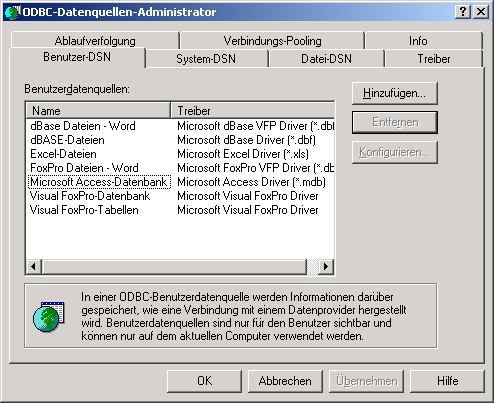 ODBC-Datenquellen-Administrator
Ablaufverfolgung Verbindungs-Pooling Info
Benutzer-DSN System-DSN Datei-DSN Treiber
Benutzerdatenquellen:
Name Treiber
dBase Dateien - Word Microsoft dBase VFP Driver (*.dbf
dBASE-Dateien Microsoft dBase Driver (*.dbf)
Excel-Dateien Microsoft Excel Driver (*.xls)
FoxPro Dateien - Word Microsoft FoxPro VFP Driver (*.db
Microsoft Access-Datenbank Microsoft Access Driver (*.mdb)
Visual FoxPro-Datenbank Microsoft Visual FoxPro Driver
Visual FoxPro-Tabellen Microsoft Visual FoxPro Driver
Hinzufügen...
Entfernen
Konfigurieren...
In einer ODBC-Benutzerdatenquelle werden Informationen darüber
gespeichert, wie eine Verbindung mit einem Datenprovider hergestellt
wird. Benutzerdatenquellen sind nur für den Benutzer sichtbar und
können nur auf dem aktuellen Computer verwendet werden.
OK Abbrechen Übernehmen Hilfe